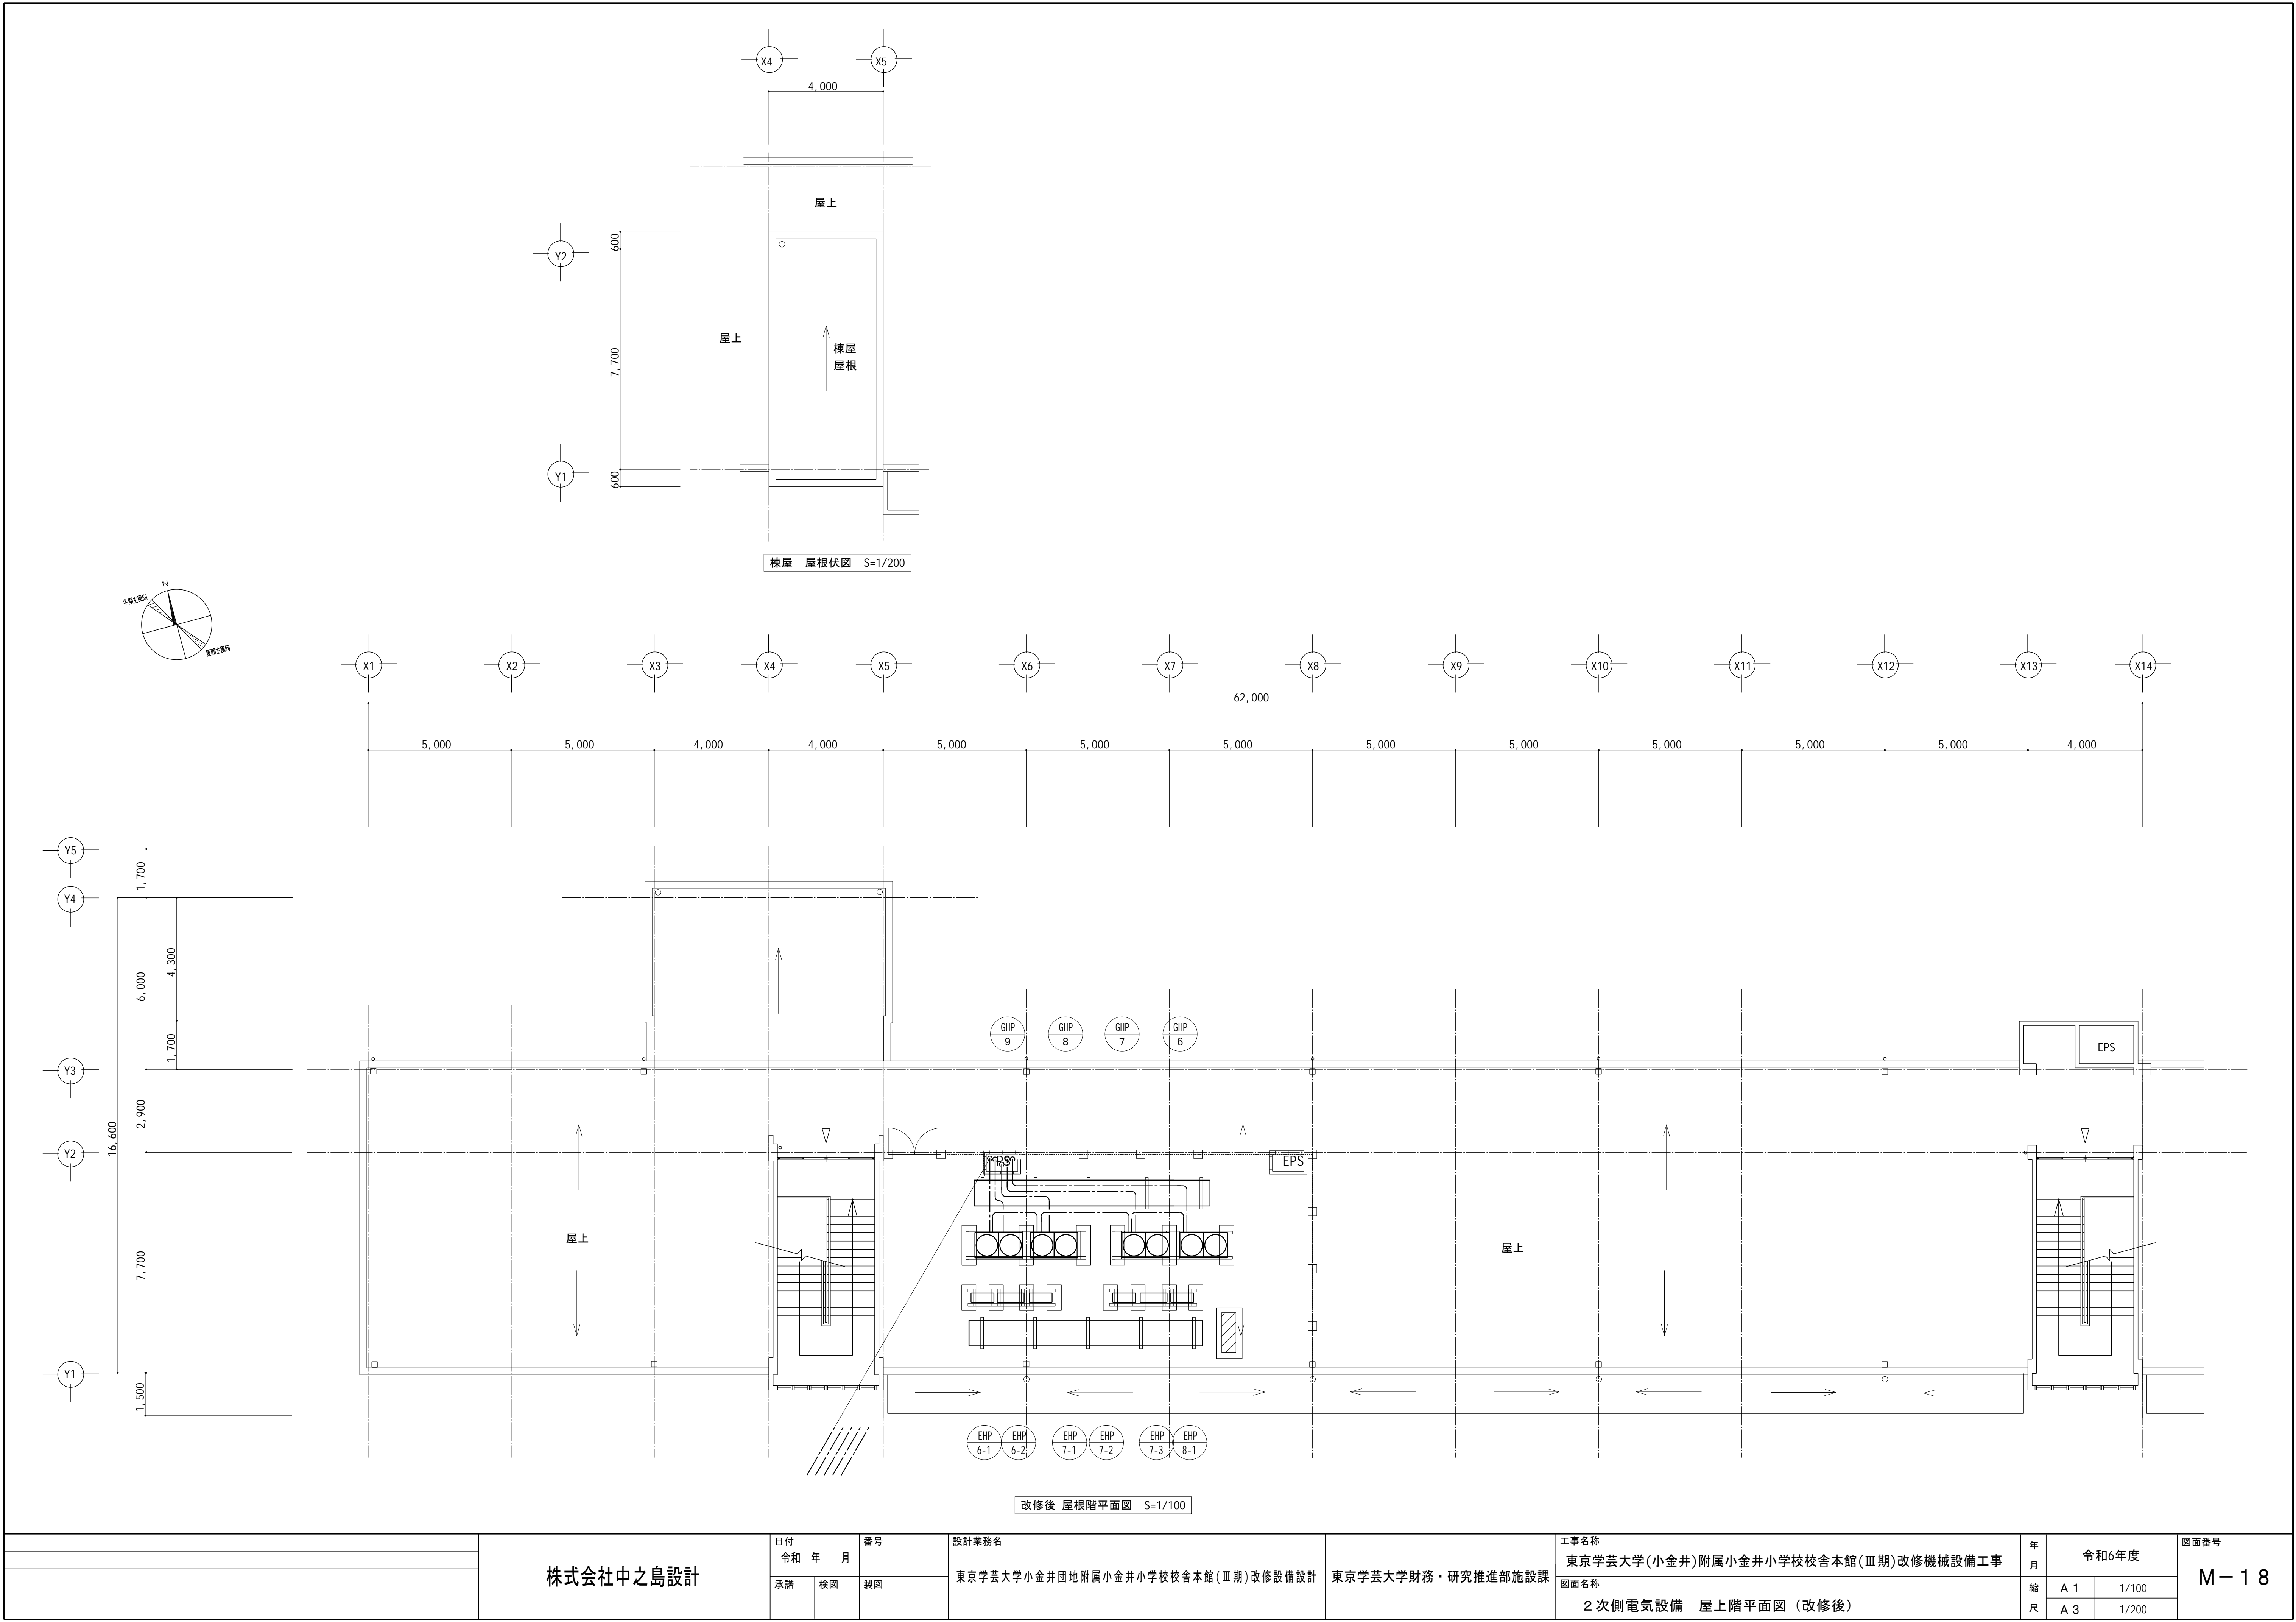 X4 X5
4,000
屋上
Y2
600
屋上
7,700
棟屋
屋根
Y1
600
棟屋 屋根伏図 S=1/200
N
冬期主風向
夏期主風向
X1 X2 X3 X4 X5 X6 X7 X8 X9 X10 X11 X12 X13 X14
62,000
5,000 5,000 4,000 4,000 5,000 5,000 5,000 5,000 5,000 5,000 5,000 5,000 4,000
Y5
1,700
Y4
4,300
6,000
1,700
Y3
2,900
16,600
Y2
7,700
Y1
1,500
GHP 9
GHP 8
GHP 7
GHP 6
EPS
PS
EPS
屋上
屋上
EHP 6-1
EHP 6-2
EHP 7-1
EHP 7-2
EHP 7-3
EHP 8-1
改修後 屋根階平面図 S=1/100
株式会社中之島設計
日付
令和 年 月
番号
承諾 検図 製図
設計業務名
東京学芸大学小金井団地附属小金井小学校校舎本館(Ⅲ期)改修設備設計
東京学芸大学財務・研究推進部施設課
工事名称
東京学芸大学(小金井)附属小金井小学校校舎本館(Ⅲ期)改修機械設備工事
図面名称
2次側電気設備 屋上階平面図（改修後）
年月
令和6年度
縮尺
A1 1/100
A3 1/200
図面番号
M-18